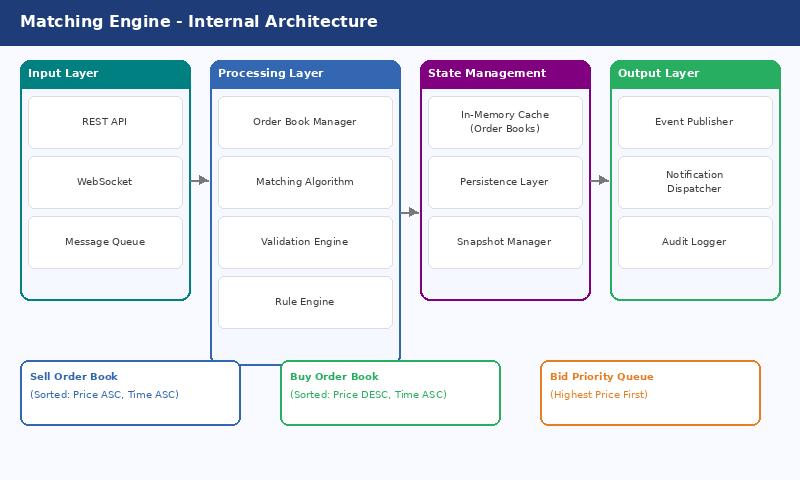 Matching Engine - Internal Architecture
Input Layer
REST API
WebSocket
Message Queue
Processing Layer
Order Book Manager
Matching Algorithm
Validation Engine
Rule Engine
State Management
In-Memory Cache
(Order Books)
Persistence Layer
Snapshot Manager
Output Layer
Event Publisher
Notification
Dispatcher
Audit Logger
Sell Order Book
(Sorted: Price ASC, Time ASC)
Buy Order Book
(Sorted: Price DESC, Time ASC)
Bid Priority Queue
(Highest Price First)